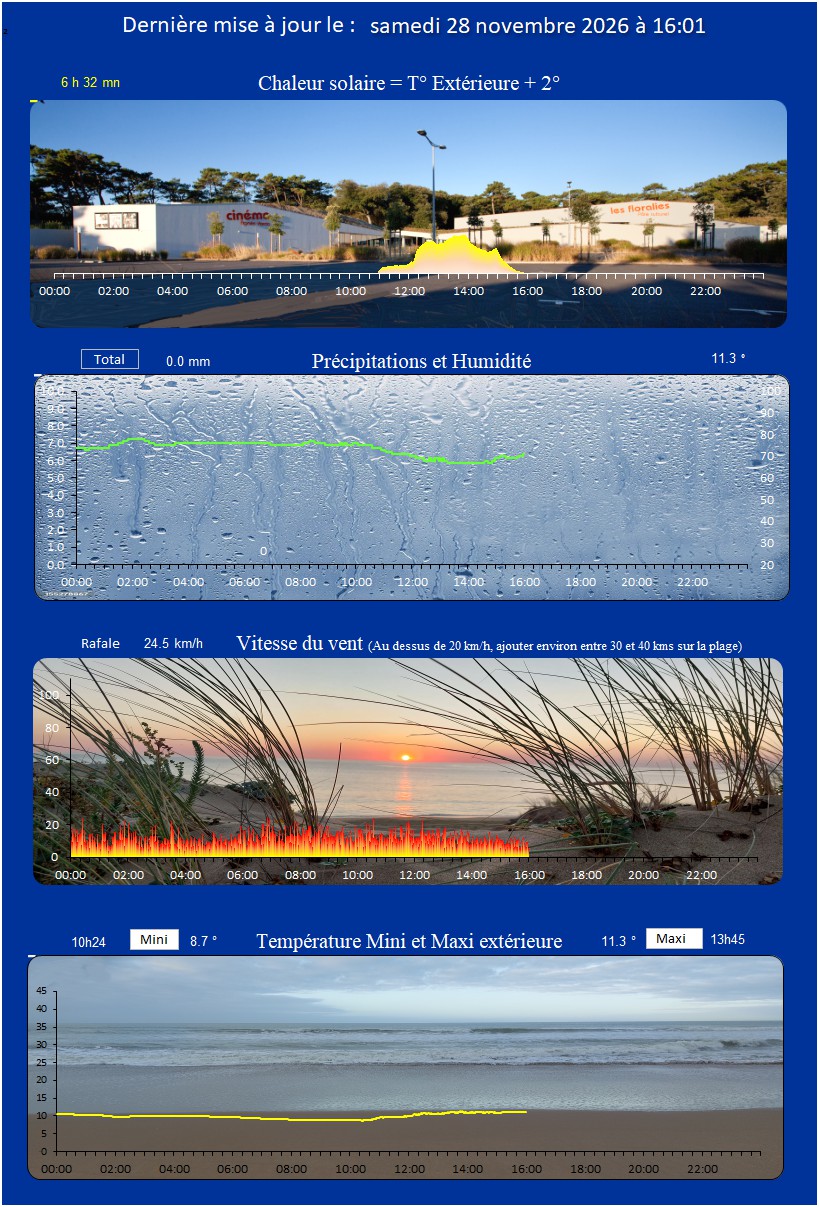 Dernière mise à jour le : samedi 28 novembre 2026 à 16:01
6 h 32 mn
Chaleur solaire = T° Extérieure + 2°
cinéma
les floralies
00:00 02:00 04:00 06:00 08:00 10:00 12:00 14:00 16:00 18:00 20:00 22:00
Total 0.0 mm Précipitations et Humidité 11.3 °
10.0 100
9.0 90
8.0 80
7.0
6.0 70
5.0 60
4.0 50
3.0
2.0 40
1.0 30
0
0.0 20
00:00 02:00 04:00 06:00 08:00 10:00 12:00 14:00 16:00 18:00 20:00 22:00
Rafale 24.5 km/h Vitesse du vent (Au dessus de 20 km/h, ajouter environ entre 30 et 40 kms sur la plage)
100
80
60
40
20
0
00:00 02:00 04:00 06:00 08:00 10:00 12:00 14:00 16:00 18:00 20:00 22:00
10h24 Mini 8.7 ° Température Mini et Maxi extérieure 11.3 ° Maxi 13h45
45
40
35
30
25
20
15
10
5
0
00:00 02:00 04:00 06:00 08:00 10:00 12:00 14:00 16:00 18:00 20:00 22:00